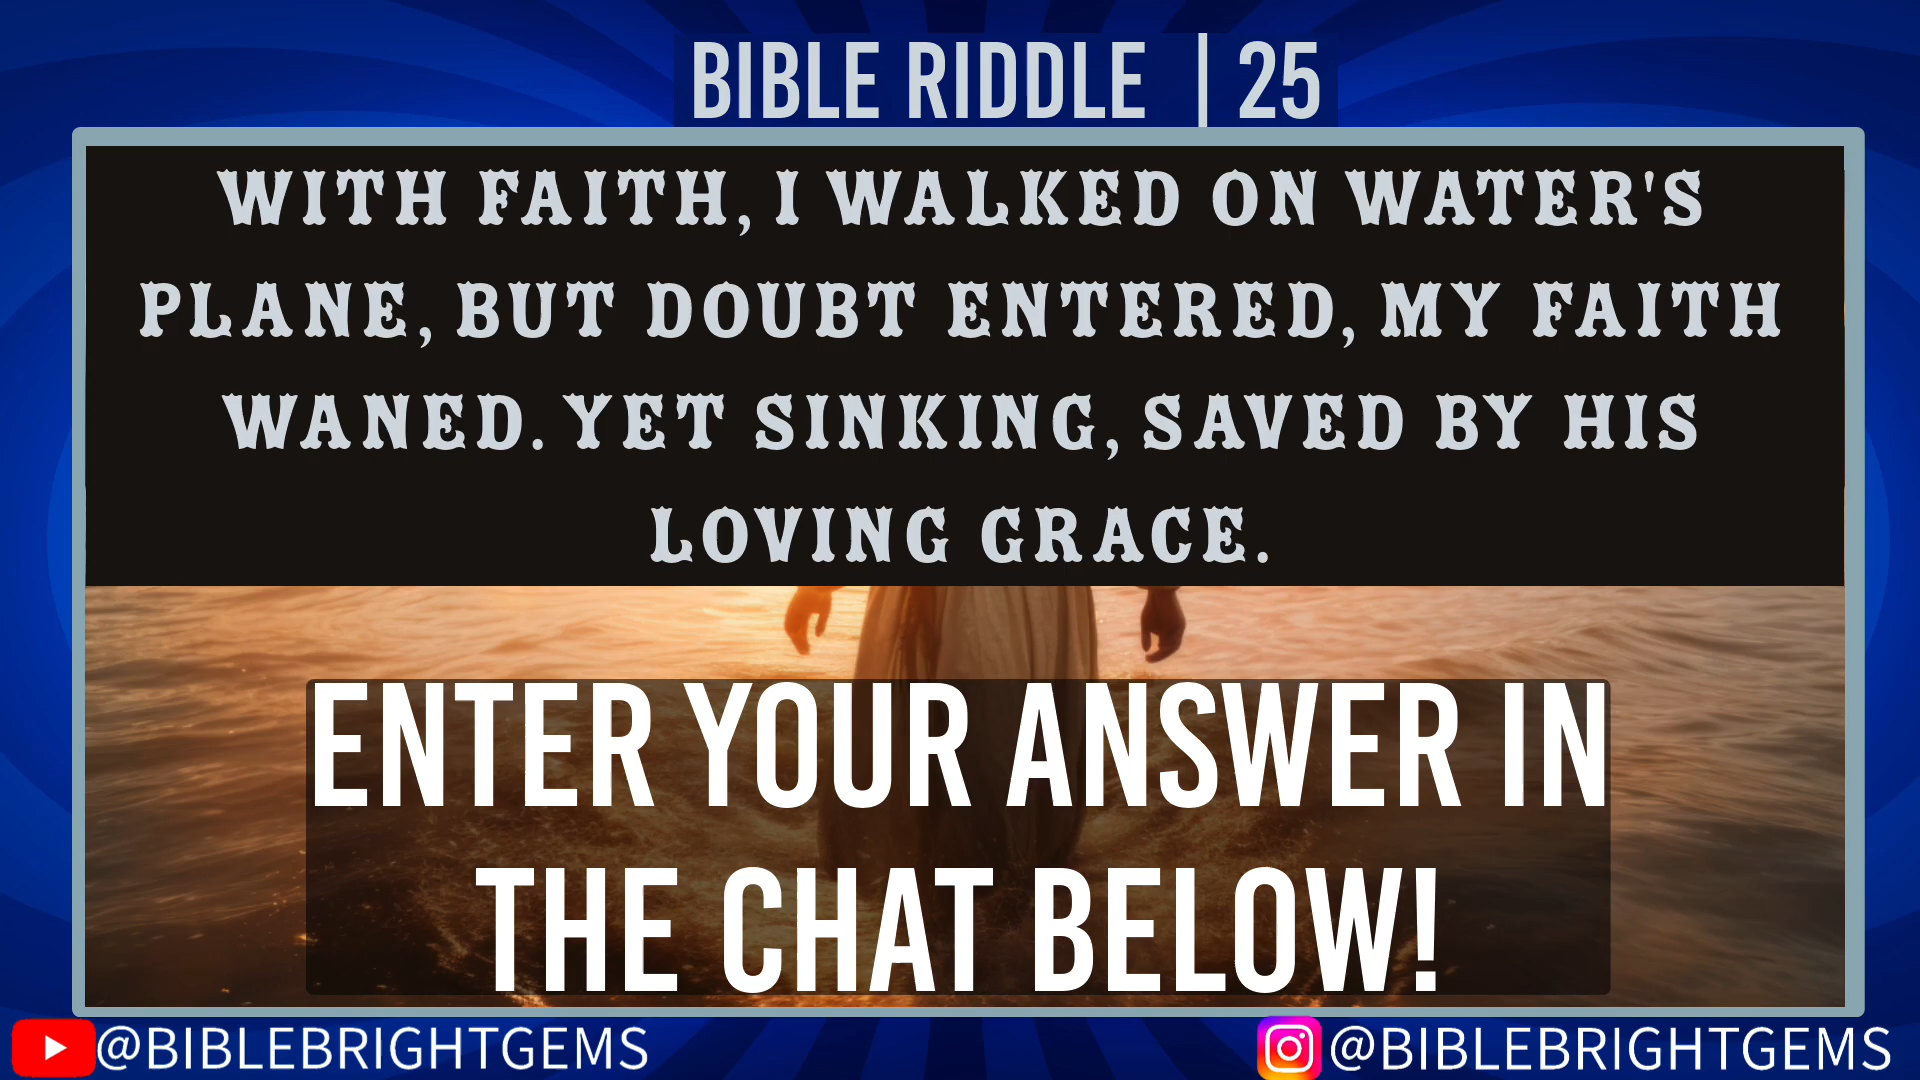 BIBLE RIDDLE | 25
WITH FAITH, I WALKED ON WATER'S
PLANE, BUT DOUBT ENTERED, MY FAITH
WANED. YET SINKING, SAVED BY HIS
LOVING GRACE.
ENTER YOUR ANSWER IN
THE CHAT BELOW!
@BIBLEBRIGHTGEMS
@BIBLEBRIGHTGEMS